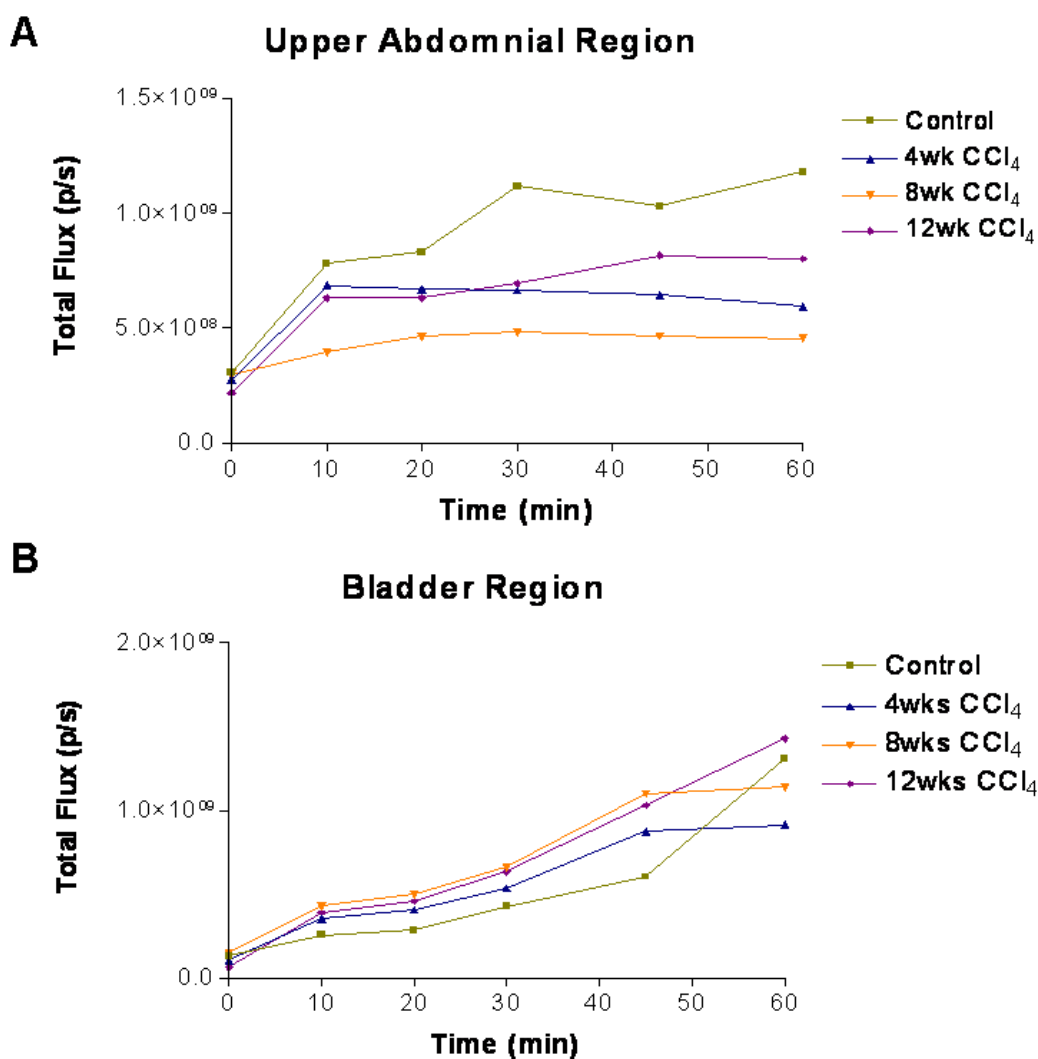 A
Upper Abdomnial Region
Total Flux (p/s)
1.5×10⁰⁹
1.0×10⁰⁹
5.0×10⁰⁸
0.0
0 10 20 30 40 50 60
Time (min)
Control
4wk CCl₄
8wk CCl₄
12wk CCl₄
B
Bladder Region
Total Flux (p/s)
2.0×10⁰⁹
1.0×10⁰⁹
0.0
0 10 20 30 40 50 60
Time (min)
Control
4wks CCl₄
8wks CCl₄
12wks CCl₄